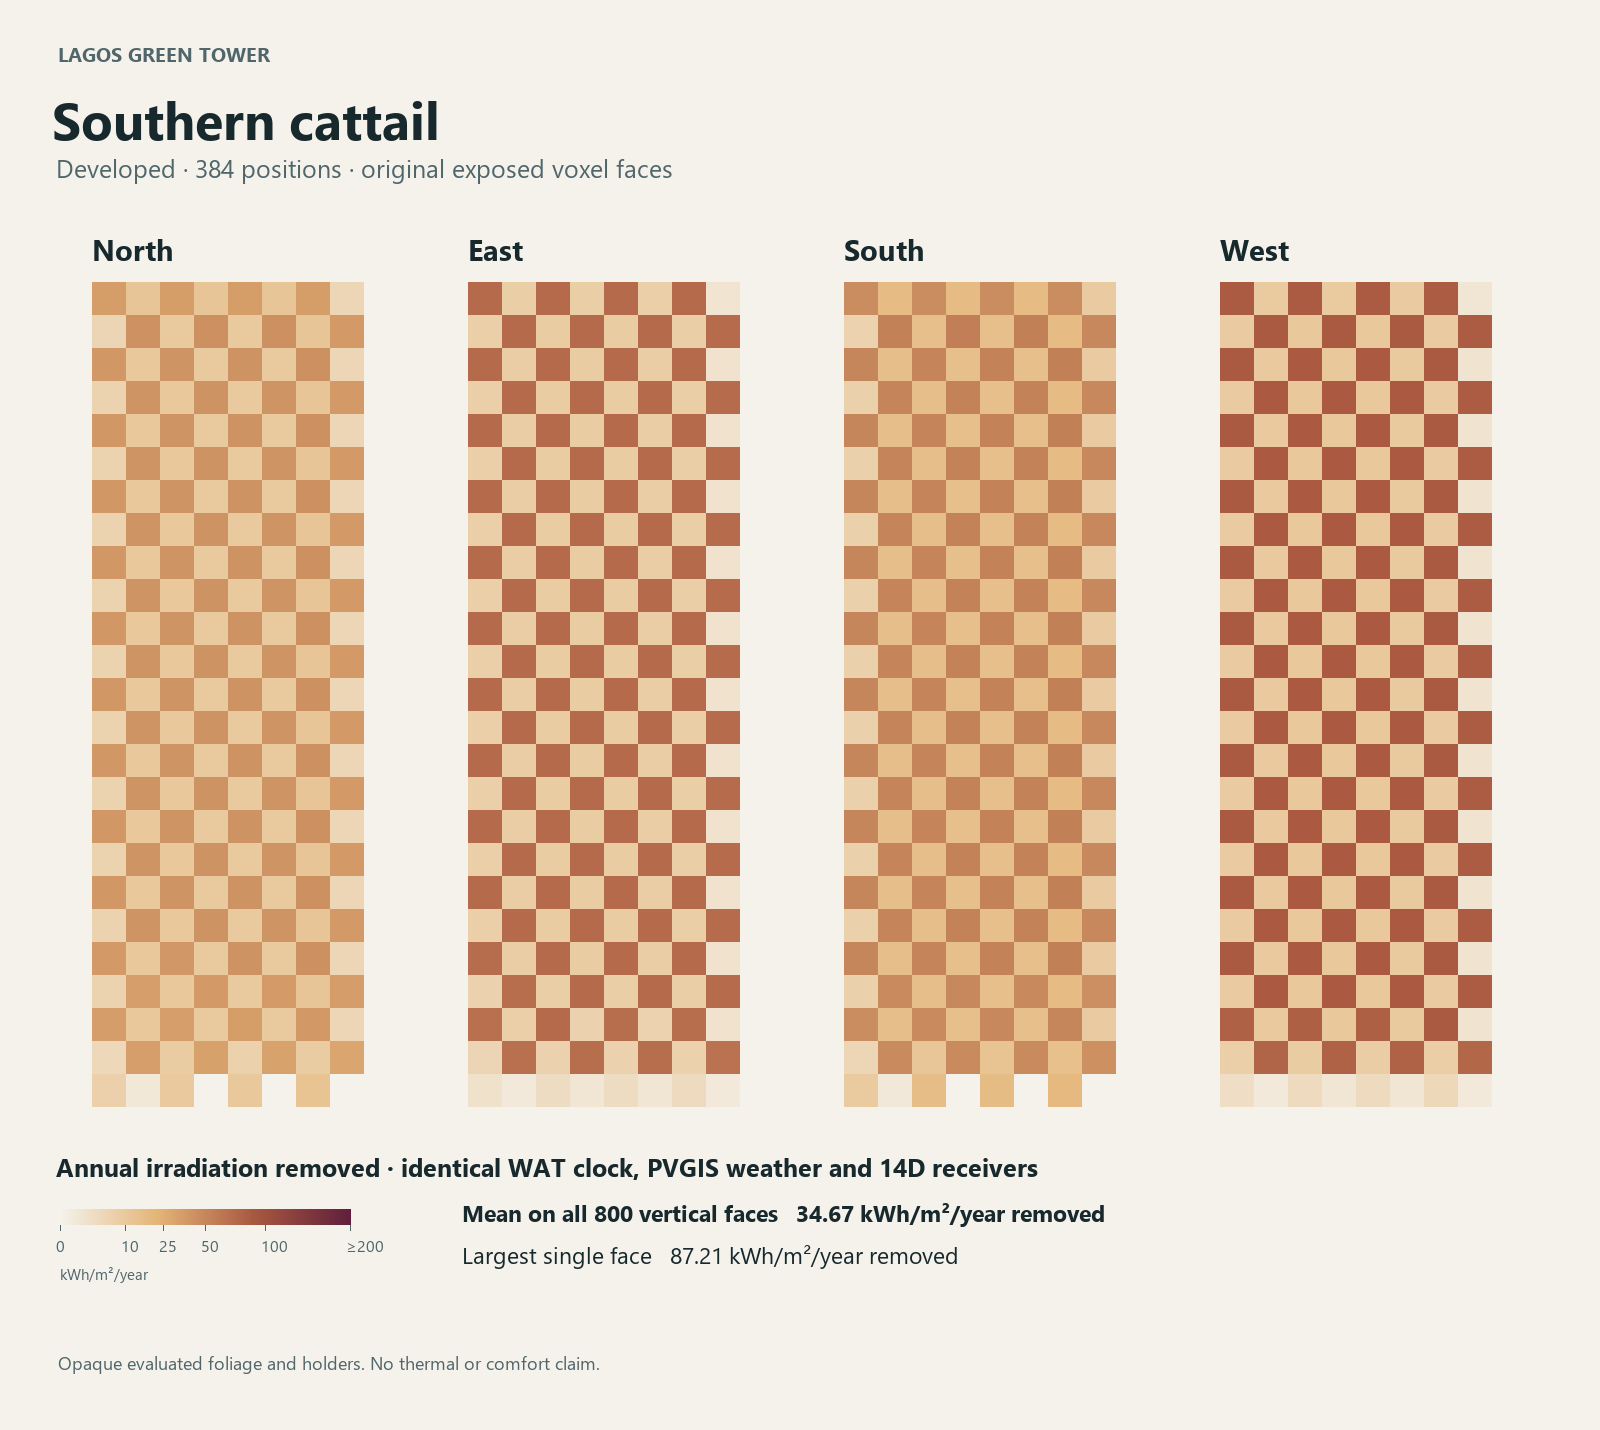 LAGOS GREEN TOWER
Southern cattail
Developed · 384 positions · original exposed voxel faces
North East South West
Annual irradiation removed · identical WAT clock, PVGIS weather and 14D receivers
Mean on all 800 vertical faces 34.67 kWh/m²/year removed
0 10 25 50 100 ≥200
Largest single face 87.21 kWh/m²/year removed
kWh/m²/year
Opaque evaluated foliage and holders. No thermal or comfort claim.